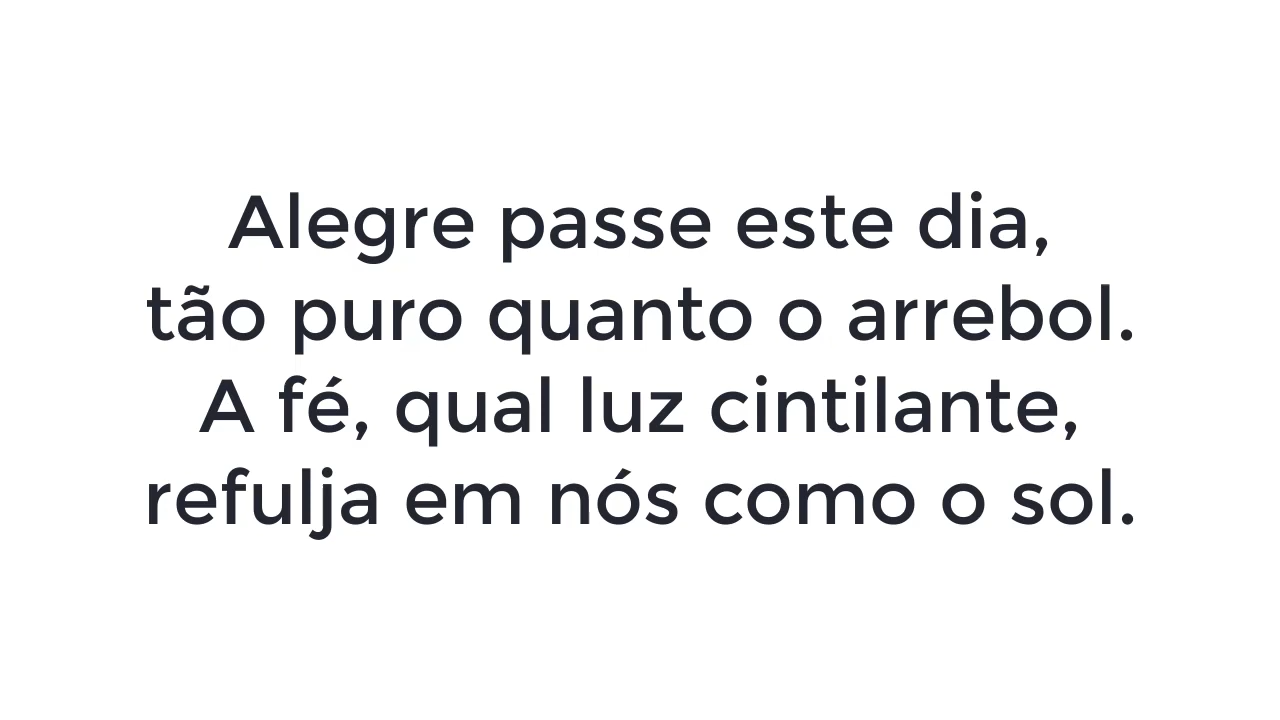 Alegre passe este dia,
tão puro quanto o arrebol.
A fé, qual luz cintilante,
refulja em nós como o sol.